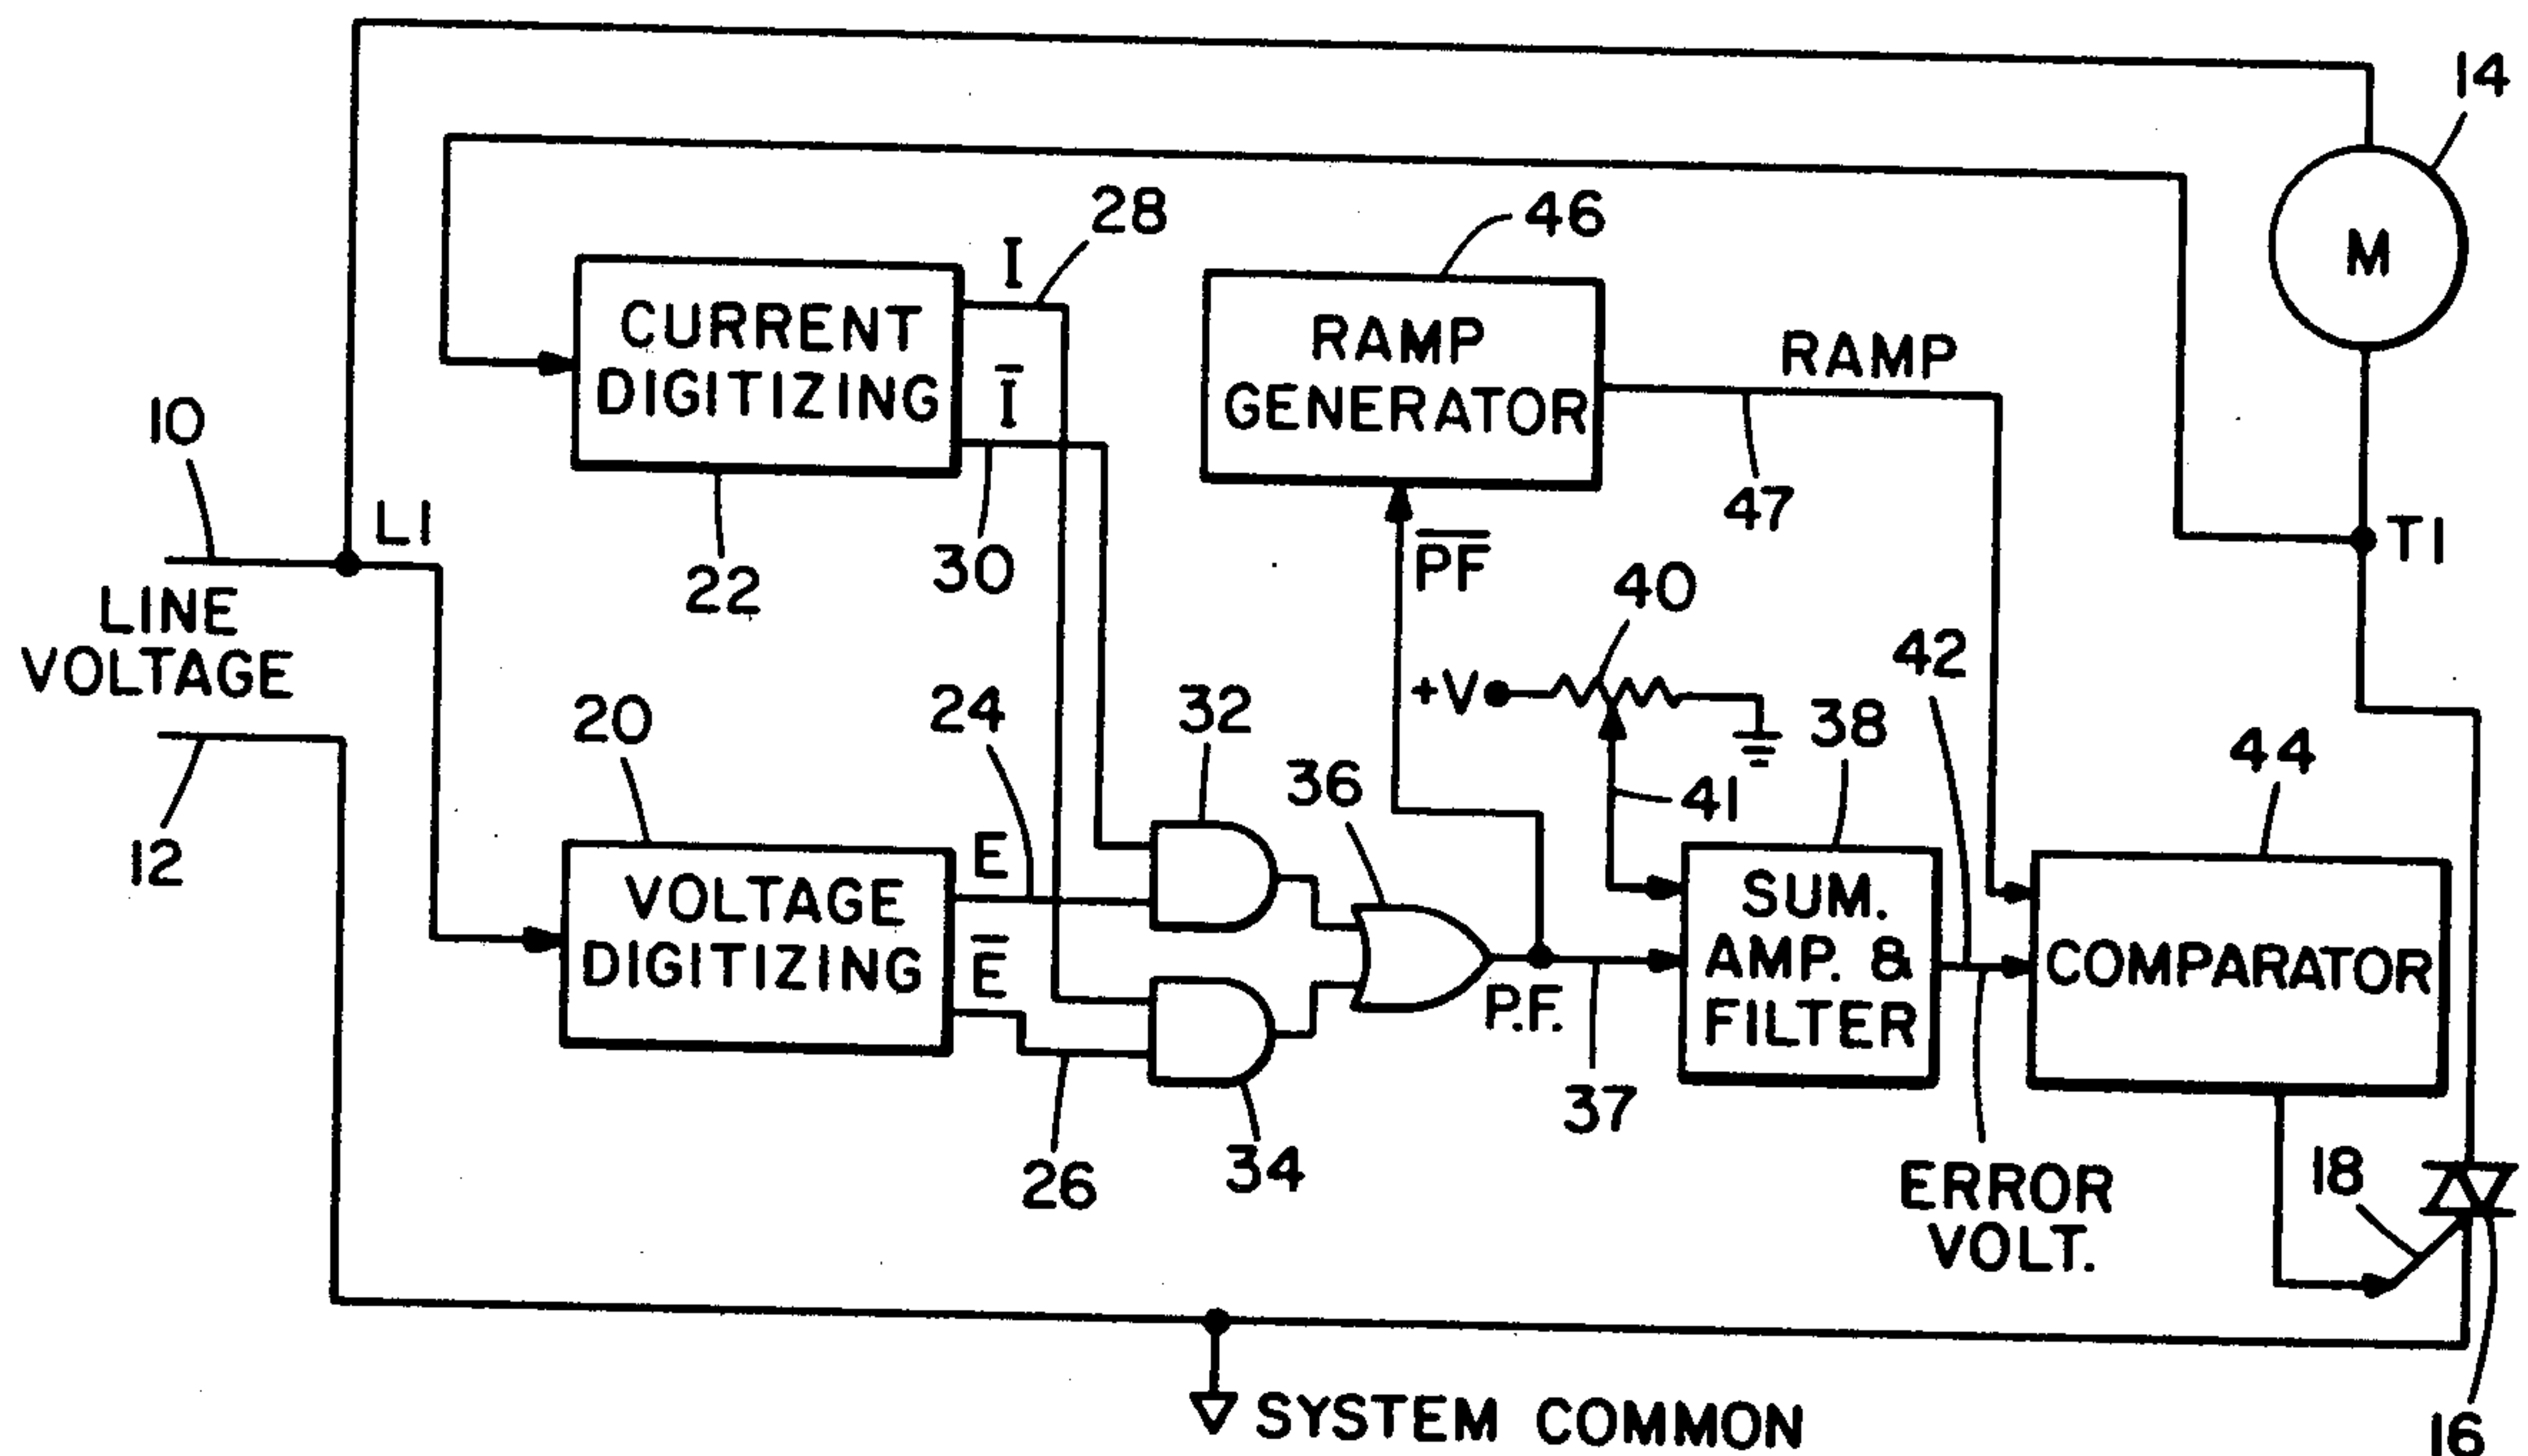 14
28
46
I
CURRENT
DIGITIZING
I̅
RAMP
GENERATOR
RAMP
M
10
L1
30
22
47
T1
P̅F̅
40
LINE
VOLTAGE
+V
42
20
24
32
38
44
36
41
12
E
VOLTAGE
DIGITIZING
E̅
SUM.
AMP. &
FILTER
COMPARATOR
P.F.
37
26
34
ERROR
VOLT.
18
SYSTEM COMMON
16